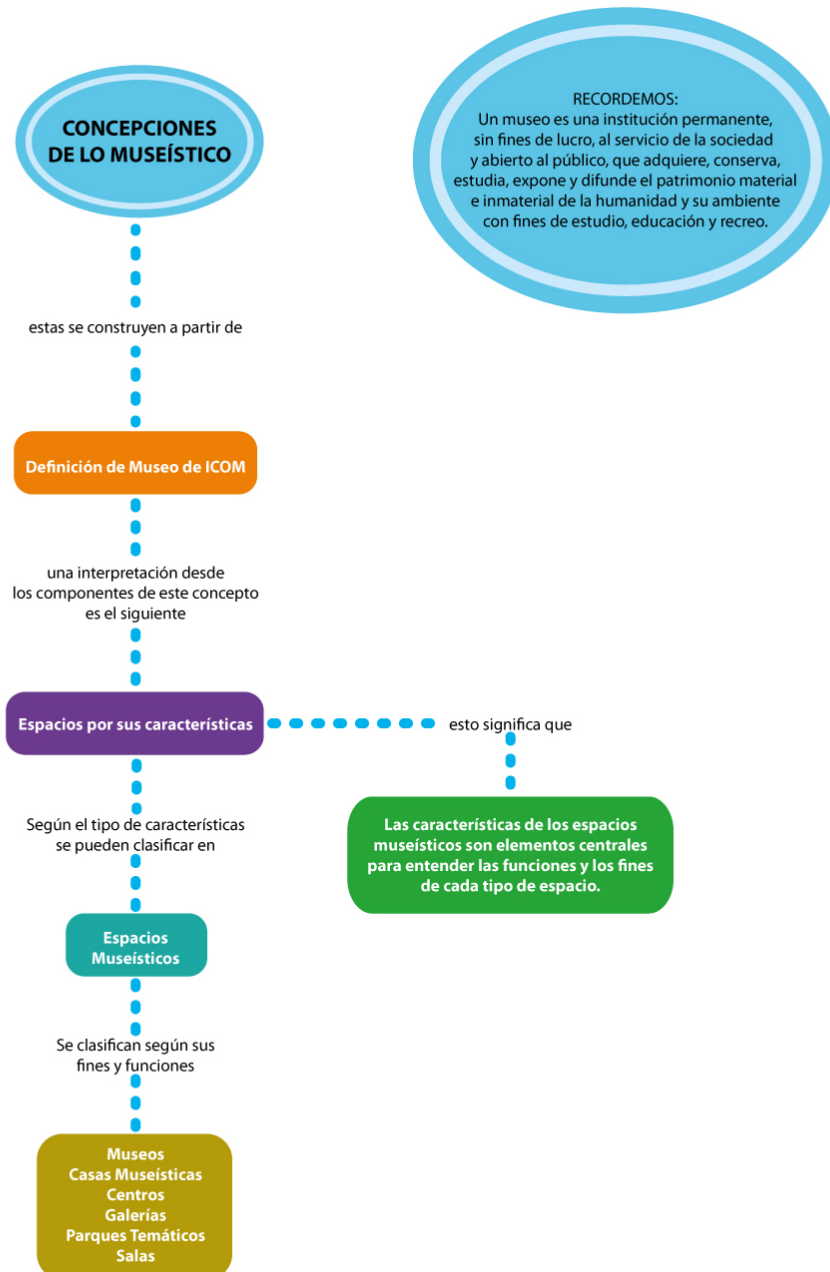 CONCEPCIONES
DE LO MUSEÍSTICO
RECORDEMOS:
Un museo es una institución permanente,
sin fines de lucro, al servicio de la sociedad
y abierto al público, que adquiere, conserva,
estudia, expone y difunde el patrimonio material
e inmaterial de la humanidad y su ambiente
con fines de estudio, educación y recreo.
estas se construyen a partir de
Definición de Museo de ICOM
una interpretación desde
los componentes de este concepto
es el siguiente
Espacios por sus características
esto significa que
Las características de los espacios
museísticos son elementos centrales
para entender las funciones y los fines
de cada tipo de espacio.
Según el tipo de características
se pueden clasificar en
Espacios
Museísticos
Se clasifican según sus
fines y funciones
Museos
Casas Museísticas
Centros
Galerías
Parques Temáticos
Salas